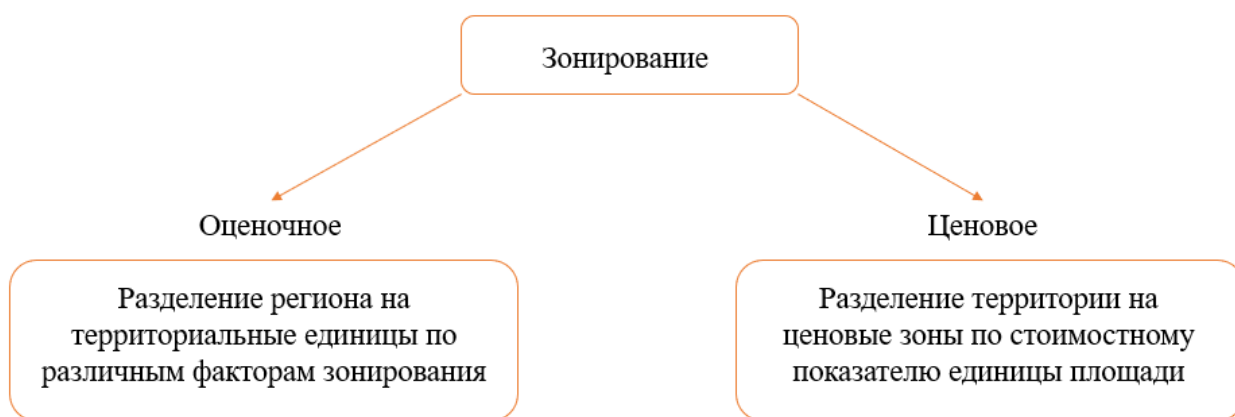 Зонирование
Оценочное
Ценовое
Разделение региона на
территориальные единицы по
различным факторам зонирования
Разделение территории на
ценовые зоны по стоимостному
показателю единицы площади